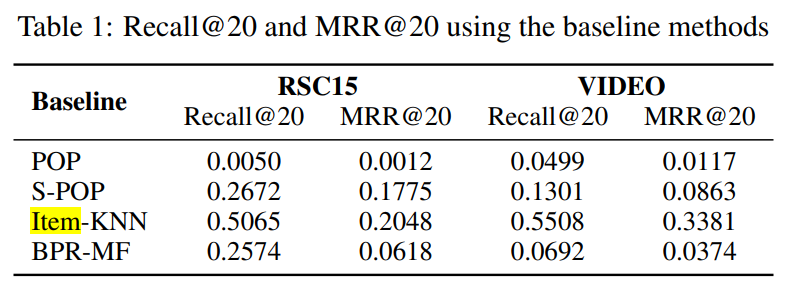 Table 1: Recall@20 and MRR@20 using the baseline methods
Baseline RSC15 VIDEO
Recall@20 MRR@20 Recall@20 MRR@20
POP 0.0050 0.0012 0.0499 0.0117
S-POP 0.2672 0.1775 0.1301 0.0863
Item-KNN 0.5065 0.2048 0.5508 0.3381
BPR-MF 0.2574 0.0618 0.0692 0.0374